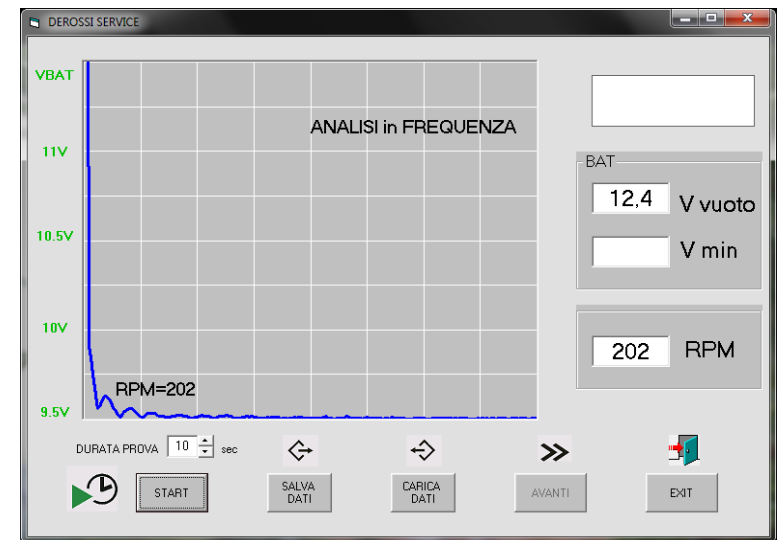 DEROSSI SERVICE
VBAT
ANALISI in FREQUENZA
11V
BAT
12,4 V vuoto
10.5V
V min
10V
202 RPM
RPM=202
9.5V
DURATA PROVA 10 sec
START
SALVA
DATI
CARICA
DATI
AVANTI
EXIT